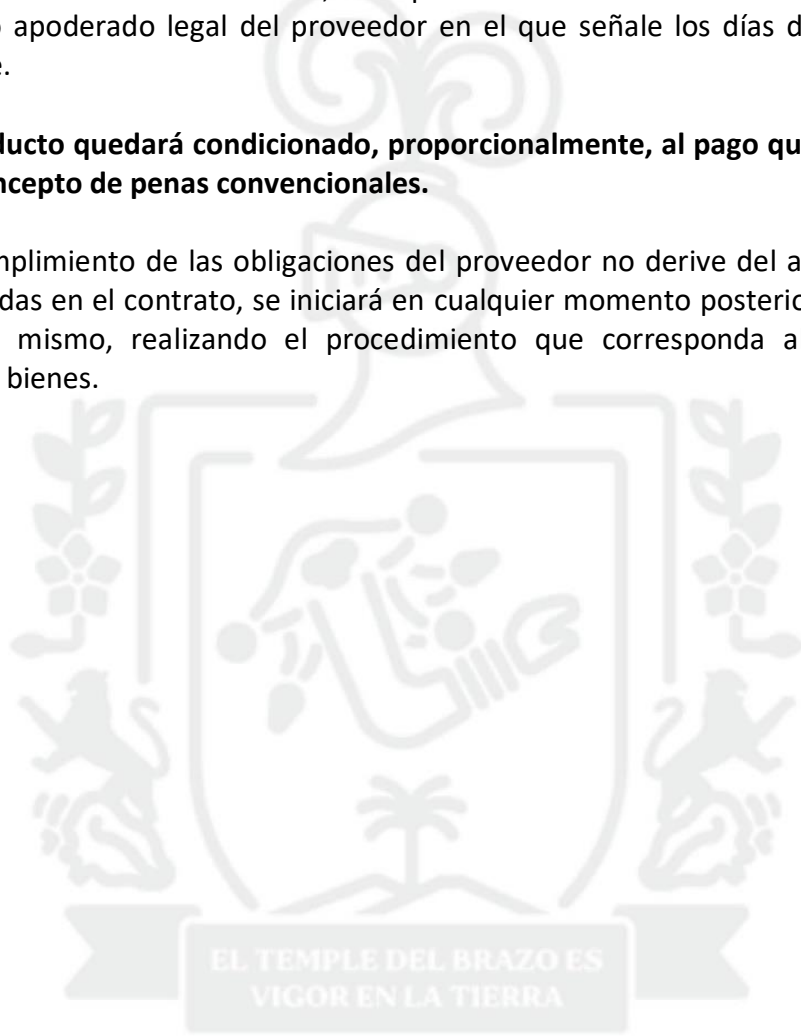 apoderado legal del proveedor en el que señale los días d
ducto quedará condicionado, proporcionalmente, al pago qu
ncepto de penas convencionales.
mplimiento de las obligaciones del proveedor no derive del a
das en el contrato, se iniciará en cualquier momento posterio
mismo, realizando el procedimiento que corresponda a
bienes.
EL TEMPLE DEL BRAZO ES
VIGOR EN LA TIERRA